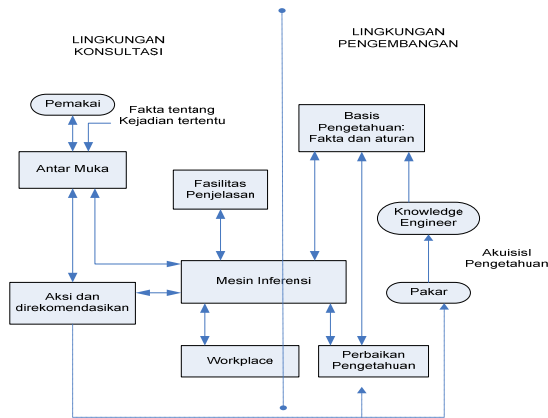 LINGKUNGAN
KONSULTASI
LINGKUNGAN
PENGEMBANGAN
Pemakai
Fakta tentang
Kejadian tertentu
Antar Muka
Fasilitas
Penjelasan
Basis
Pengetahuan:
Fakta dan aturan
Knowledge
Engineer
Akuisisl
Pengetahuan
Mesin Inferensi
Aksi dan
direkomendasikan
Pakar
Workplace
Perbaikan
Pengetahuan